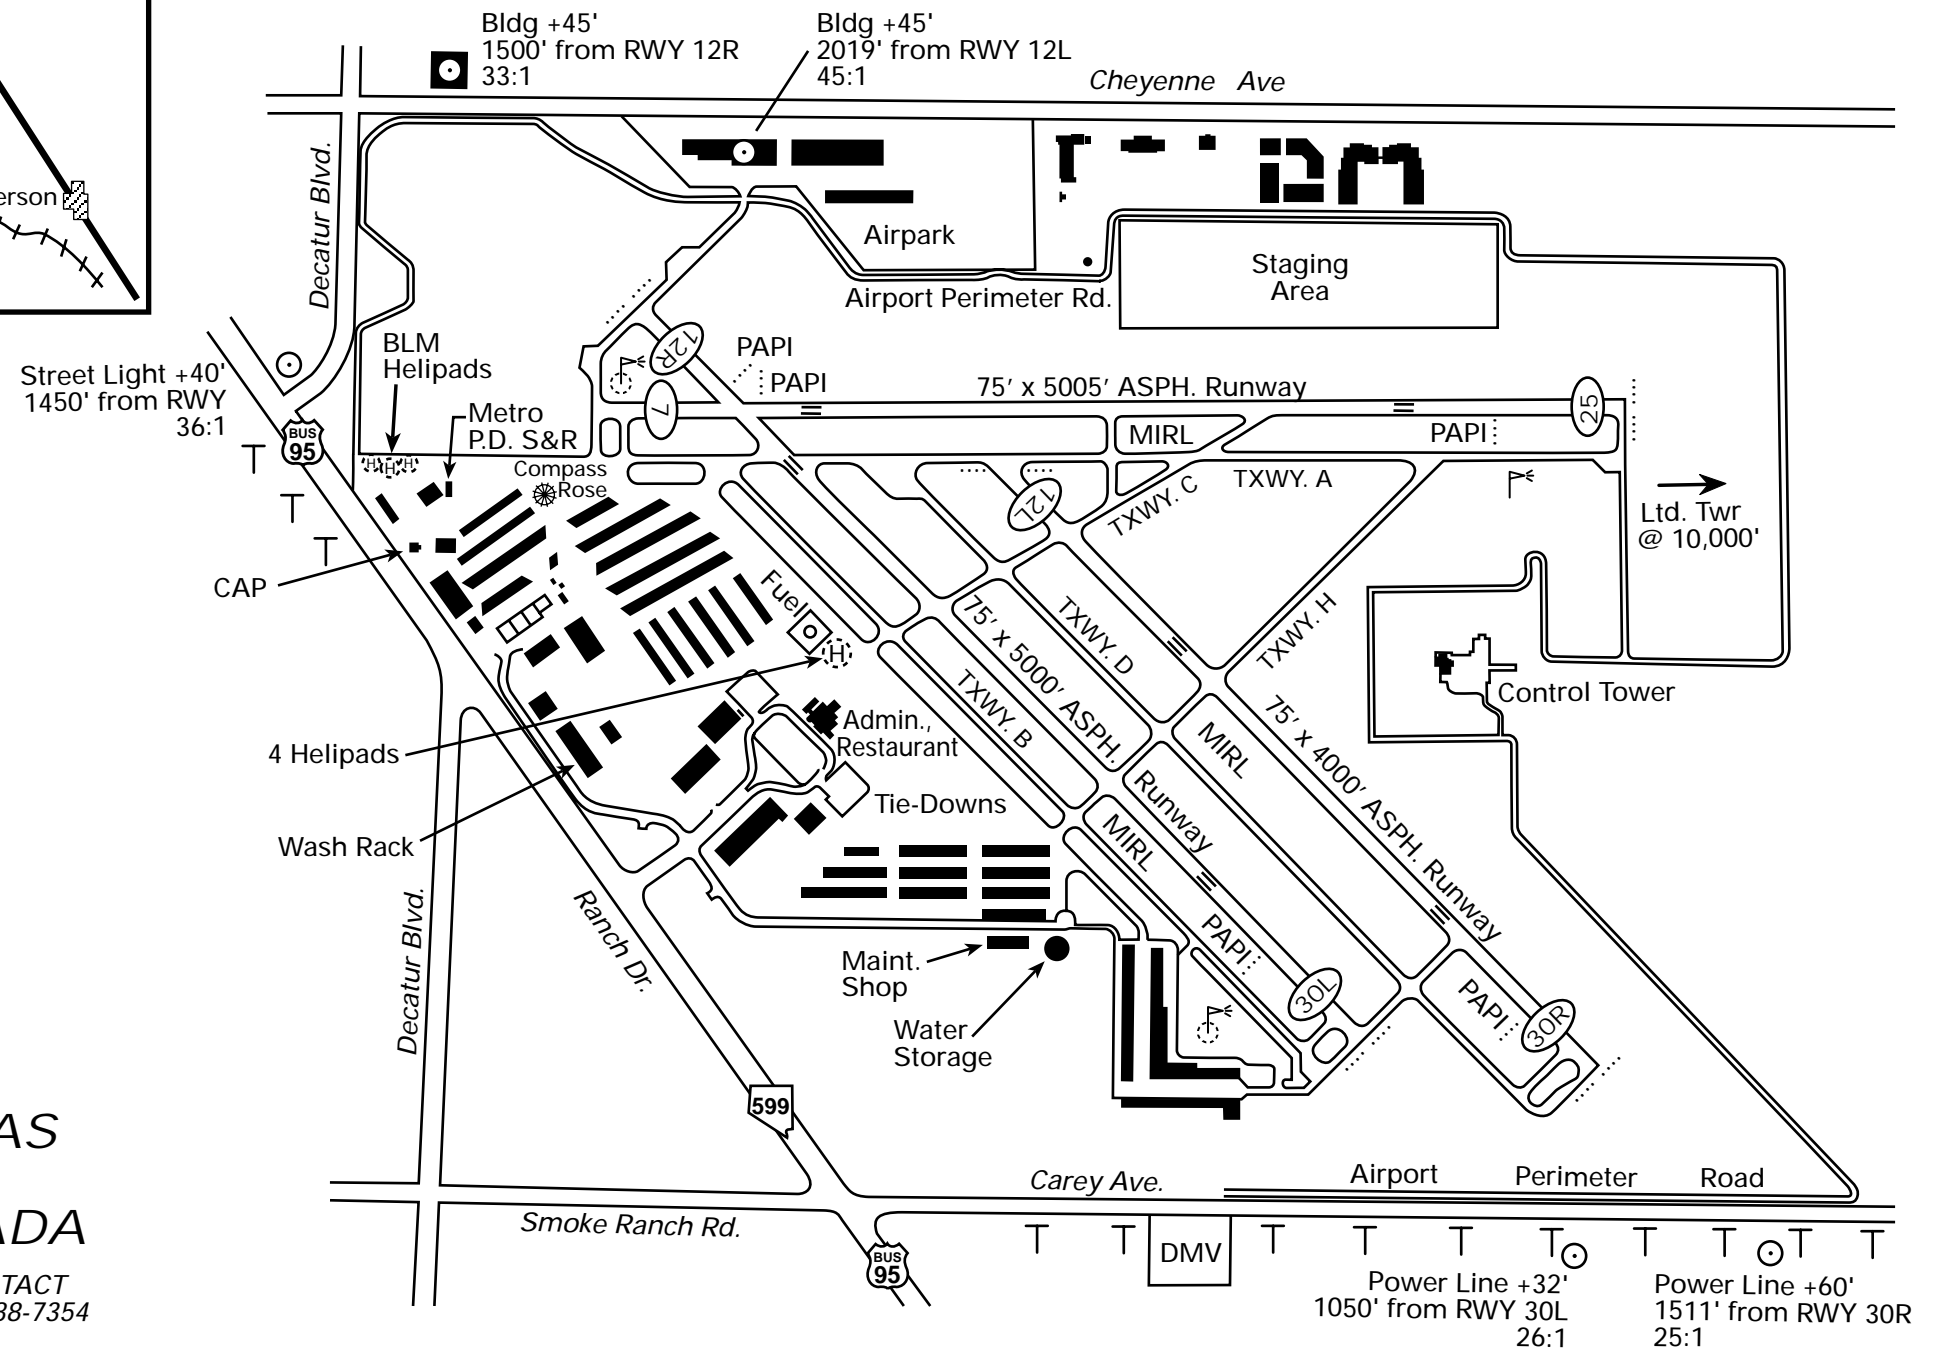 Bldg +45'
1500' from RWY 12R
33:1
Bldg +45'
2019' from RWY 12L
45:1
Cheyenne Ave
Decatur Blvd.
erson
Airpark
Staging
Area
Airport Perimeter Rd.
BLM
Helipads
Street Light +40'
1450' from RWY
36:1
12R
PAPI
PAPI
75' x 5005' ASPH. Runway
7
25
Metro
P.D. S&R
BUS
95
MIRL
PAPI
H H H
Compass
Rose
TXWY. A
12L
TXWY. C
Ltd. Twr
@ 10,000'
CAP
Fuel
H
75' x 5000' ASPH.
Runway
TXWY. D
TXWY. H
TXWY. B
Control Tower
4 Helipads
Admin.,
Restaurant
MIRL
75' x 4000' ASPH. Runway
Tie-Downs
Wash Rack
MIRL
Decatur Blvd.
Ranch Dr.
Maint.
Shop
PAPI
30L
PAPI
30R
Water
Storage
599
AS
ADA
TACT
38-7354
Carey Ave.
Airport Perimeter Road
Smoke Ranch Rd.
BUS
95
DMV
Power Line +32'
1050' from RWY 30L
26:1
Power Line +60'
1511' from RWY 30R
25:1